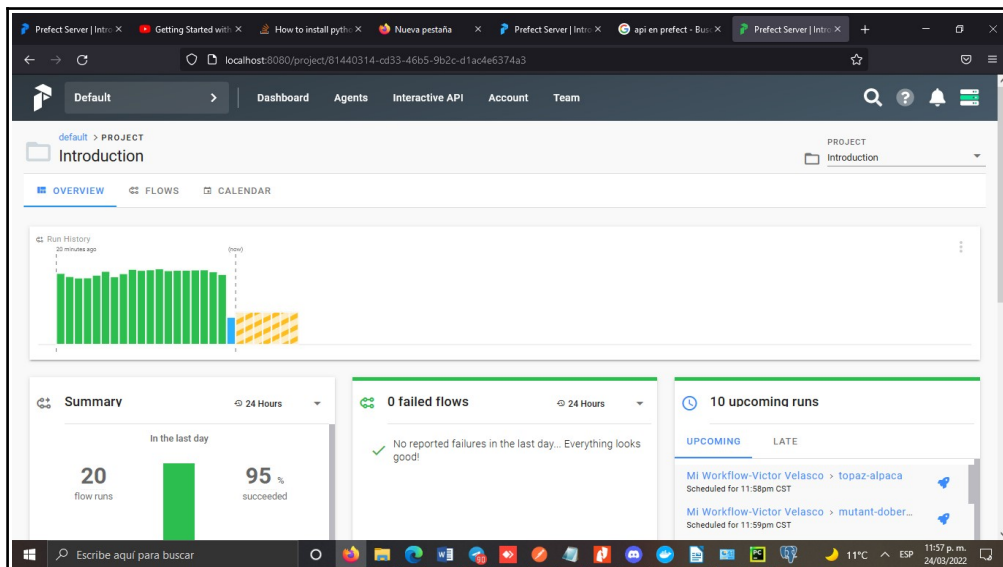 Prefect Server | Intro
Getting Started with
How to install pytho
Nueva pestaña
Prefect Server | Intro
api en prefect - Bus
Prefect Server | Intro
localhost:8080/project/81440314-cd33-46b5-9b2c-d1ac4e6374a3
Default
Dashboard
Agents
Interactive API
Account
Team
default > PROJECT
Introduction
PROJECT
Introduction
OVERVIEW
FLOWS
CALENDAR
Run History
20 minutes ago
(now)
Summary
24 Hours
In the last day
20
flow runs
95 %
succeeded
0 failed flows
24 Hours
No reported failures in the last day... Everything looks
good!
10 upcoming runs
UPCOMING
LATE
Mi Workflow-Victor Velasco > topaz-alpaca
Scheduled for 11:58pm CST
Mi Workflow-Victor Velasco > mutant-dober...
Scheduled for 11:59pm CST
Escribe aquí para buscar
90
11°C
ESP
11:57 p. m.
24/03/2022